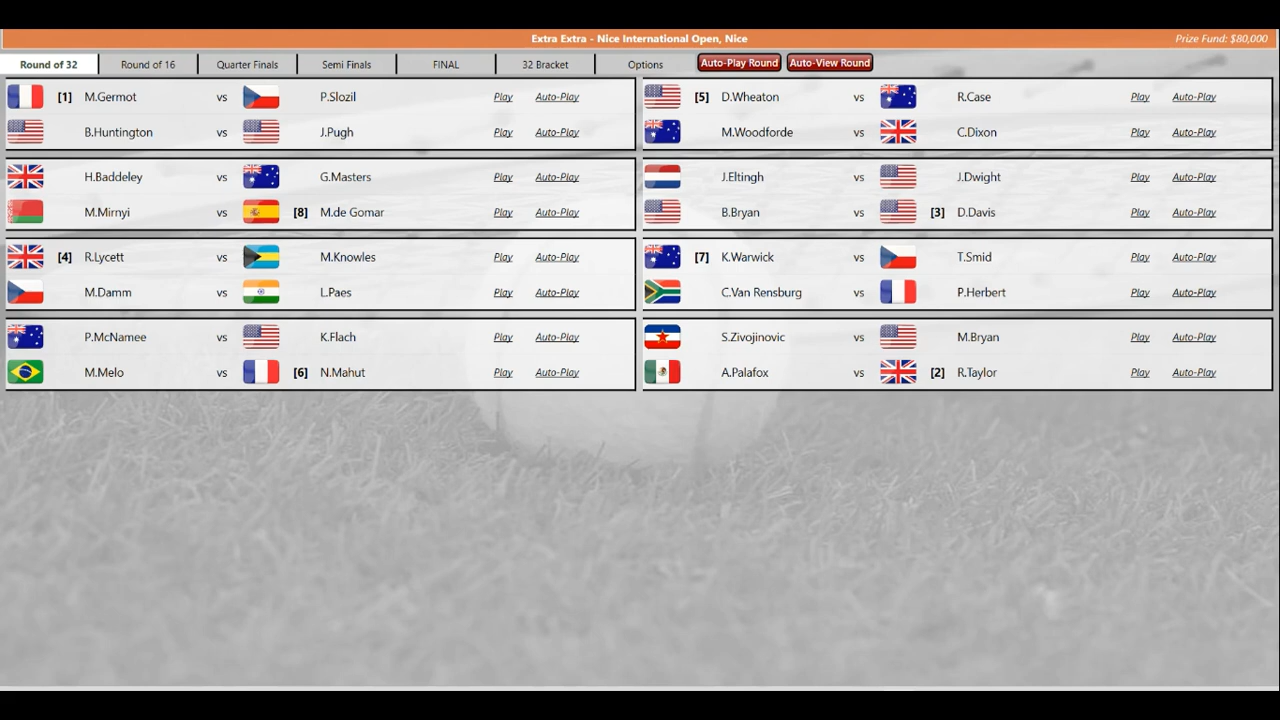 Extra Extra - Nice International Open, Nice
Prize Fund: $80,000
Round of 32 Round of 16 Quarter Finals Semi Finals FINAL 32 Bracket Options Auto-Play Round Auto-View Round
[1] M.Germot vs P.Slozil Play Auto-Play
B.Huntington vs J.Pugh Play Auto-Play
H.Baddeley vs G.Masters Play Auto-Play
M.Mirnyi vs [8] M.de Gomar Play Auto-Play
[4] R.Lycett vs M.Knowles Play Auto-Play
M.Damm vs L.Paes Play Auto-Play
P.McNamee vs K.Flach Play Auto-Play
M.Melo vs [6] N.Mahut Play Auto-Play
[5] D.Wheaton vs R.Case Play Auto-Play
M.Woodforde vs C.Dixon Play Auto-Play
J.Eltingh vs J.Dwight Play Auto-Play
B.Bryan vs [3] D.Davis Play Auto-Play
[7] K.Warwick vs T.Smid Play Auto-Play
C.Van Rensburg vs P.Herbert Play Auto-Play
S.Zivojinovic vs M.Bryan Play Auto-Play
A.Palafox vs [2] R.Taylor Play Auto-Play